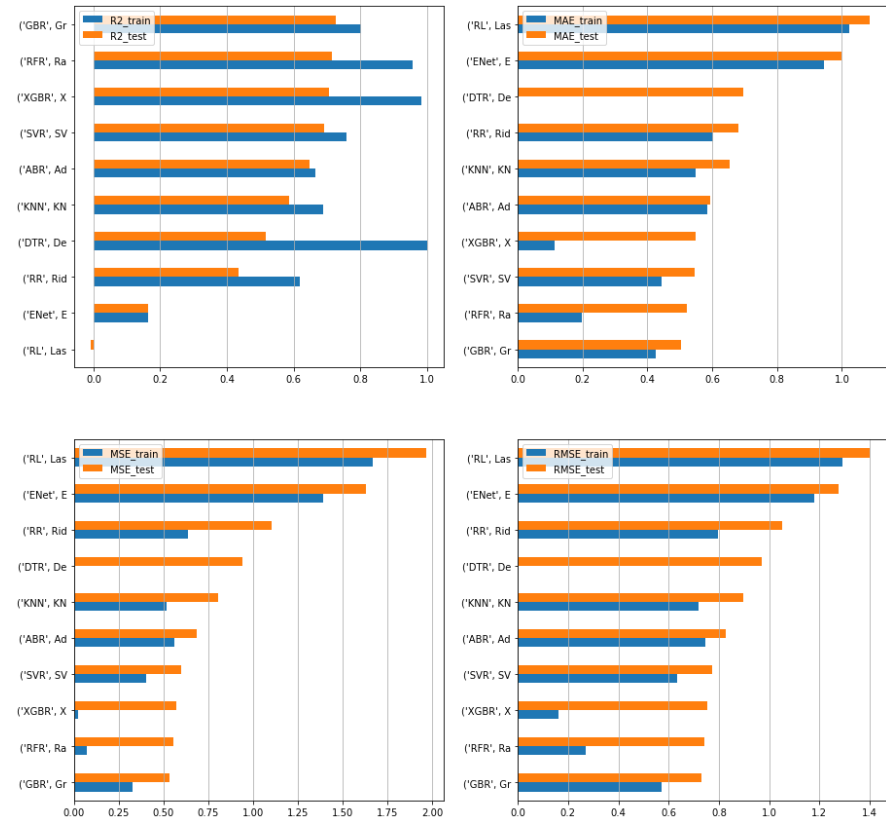 R2_train
R2_test
('GBR', Gr
('RFR', Ra
('XGBR', X
('SVR', SV
('ABR', Ad
('KNN', KN
('DTR', De
('RR', Rid
('ENet', E
('RL', Las
0.0 0.2 0.4 0.6 0.8 1.0
MAE_train
MAE_test
('RL', Las
('ENet', E
('DTR', De
('RR', Rid
('KNN', KN
('ABR', Ad
('XGBR', X
('SVR', SV
('RFR', Ra
('GBR', Gr
0.0 0.2 0.4 0.6 0.8 1.0
MSE_train
MSE_test
('RL', Las
('ENet', E
('RR', Rid
('DTR', De
('KNN', KN
('ABR', Ad
('SVR', SV
('XGBR', X
('RFR', Ra
('GBR', Gr
0.00 0.25 0.50 0.75 1.00 1.25 1.50 1.75 2.00
RMSE_train
RMSE_test
('RL', Las
('ENet', E
('RR', Rid
('DTR', De
('KNN', KN
('ABR', Ad
('SVR', SV
('XGBR', X
('RFR', Ra
('GBR', Gr
0.0 0.2 0.4 0.6 0.8 1.0 1.2 1.4